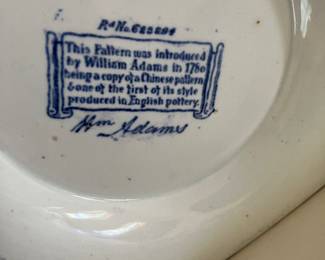 Rd No. 623294
This Pattern was introduced
by William Adams in 1780
being a copy of a Chinese pattern
& one of the first of its style
produced in English pottery.
Wm Adams